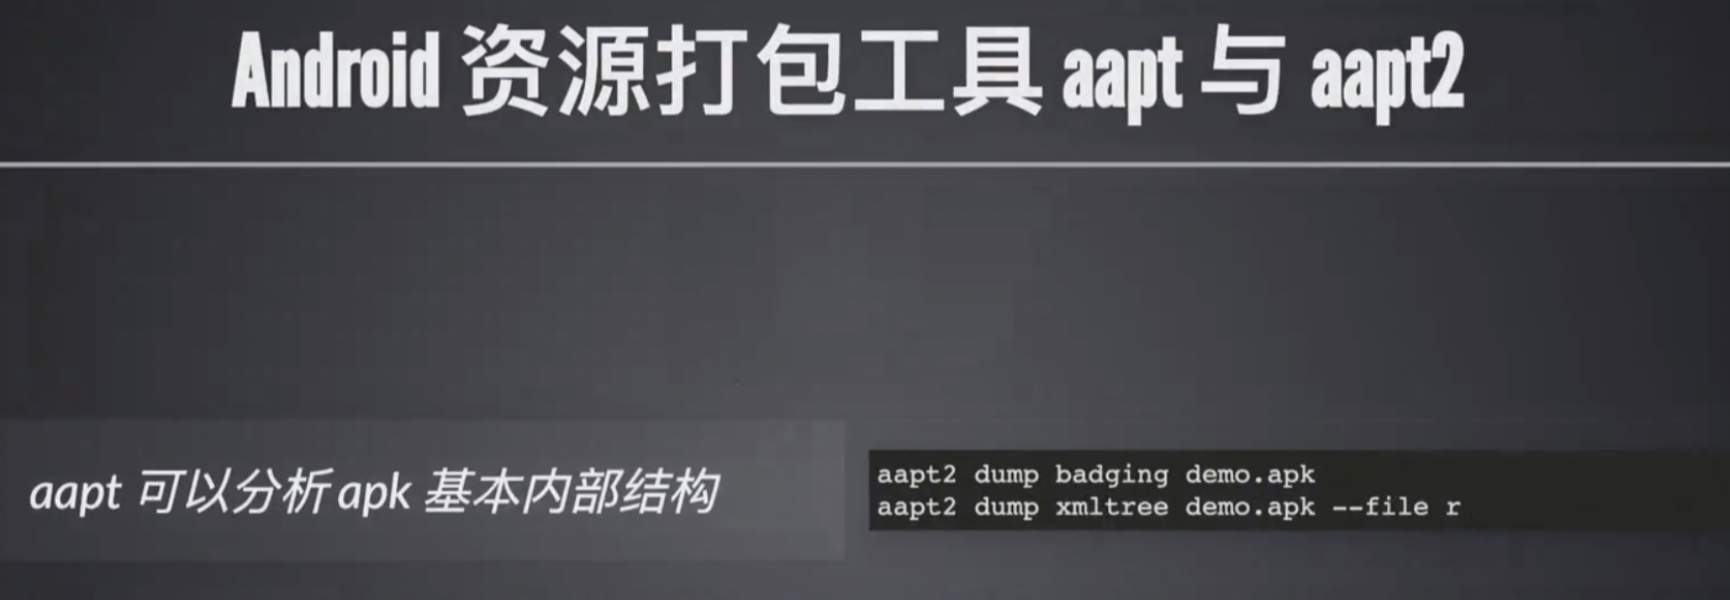 Android 资源打包工具 aapt 与 aapt2
aapt 可以分析 apk 基本内部结构
aapt2 dump badging demo.apk
aapt2 dump xmltree demo.apk --file r